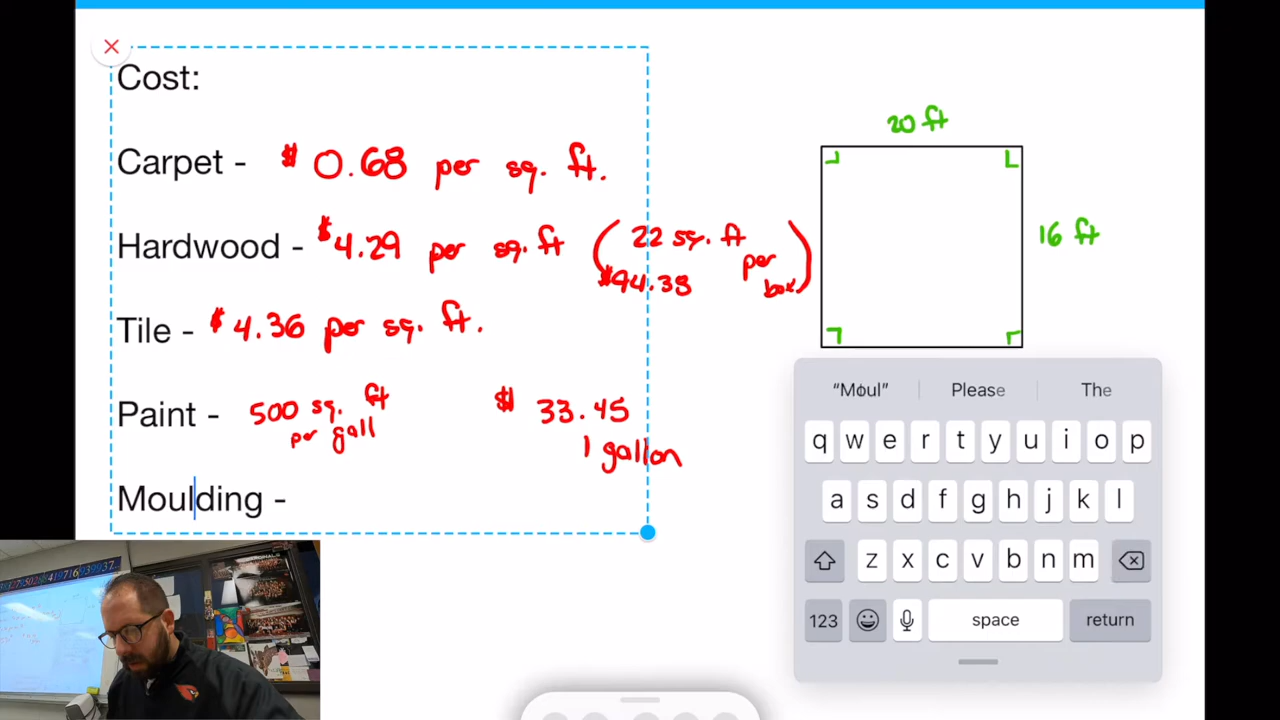 Cost:
Carpet - $ 0.68 per sq. ft.
Hardwood - $4.29 per sq. ft (22 sq. ft per box
$94.38)
Tile - $4.36 per sq. ft.
Paint - 500 sq. ft per gall $ 33.45
1 gallon
Moulding -
20 ft
16 ft
“Moul” Please The
q w e r t y u i o p
a s d f g h j k l
z x c v b n m
123 space return